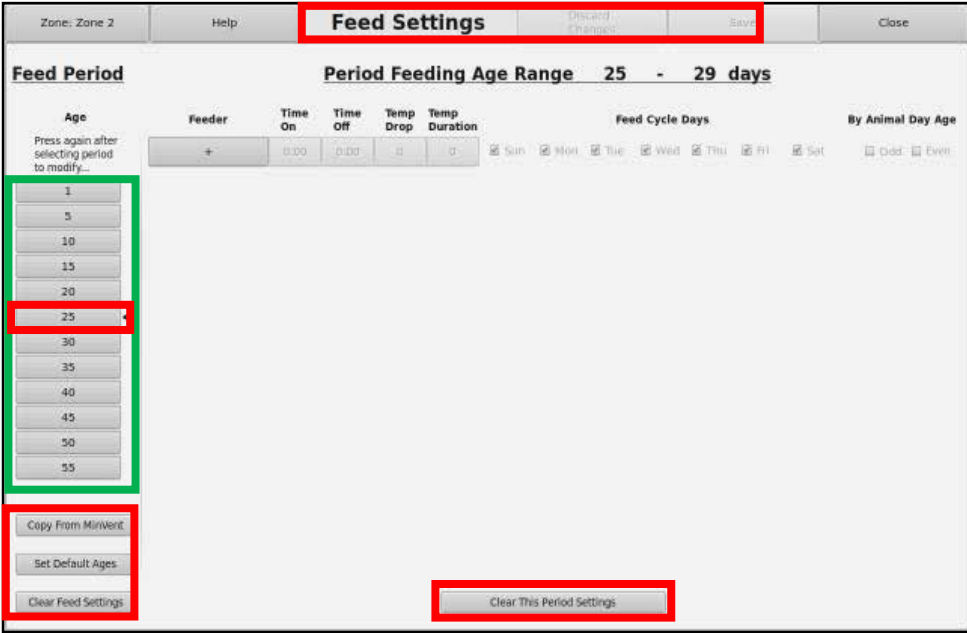 Zone: Zone 2 Help Feed Settings Discard Changes Save Close
Feed Period Period Feeding Age Range 25 - 29 days
Age Feeder Time On Time Off Temp Drop Temp Duration Feed Cycle Days By Animal Day Age
Press again after
selecting period
to modify...
+ 0:00 0:00 0 0 Sun Mon Tue Wed Thu Fri Sat Odd Even
1
5
10
15
20
25
30
35
40
45
50
55
Copy From MinVent
Set Default Ages
Clear Feed Settings Clear This Period Settings